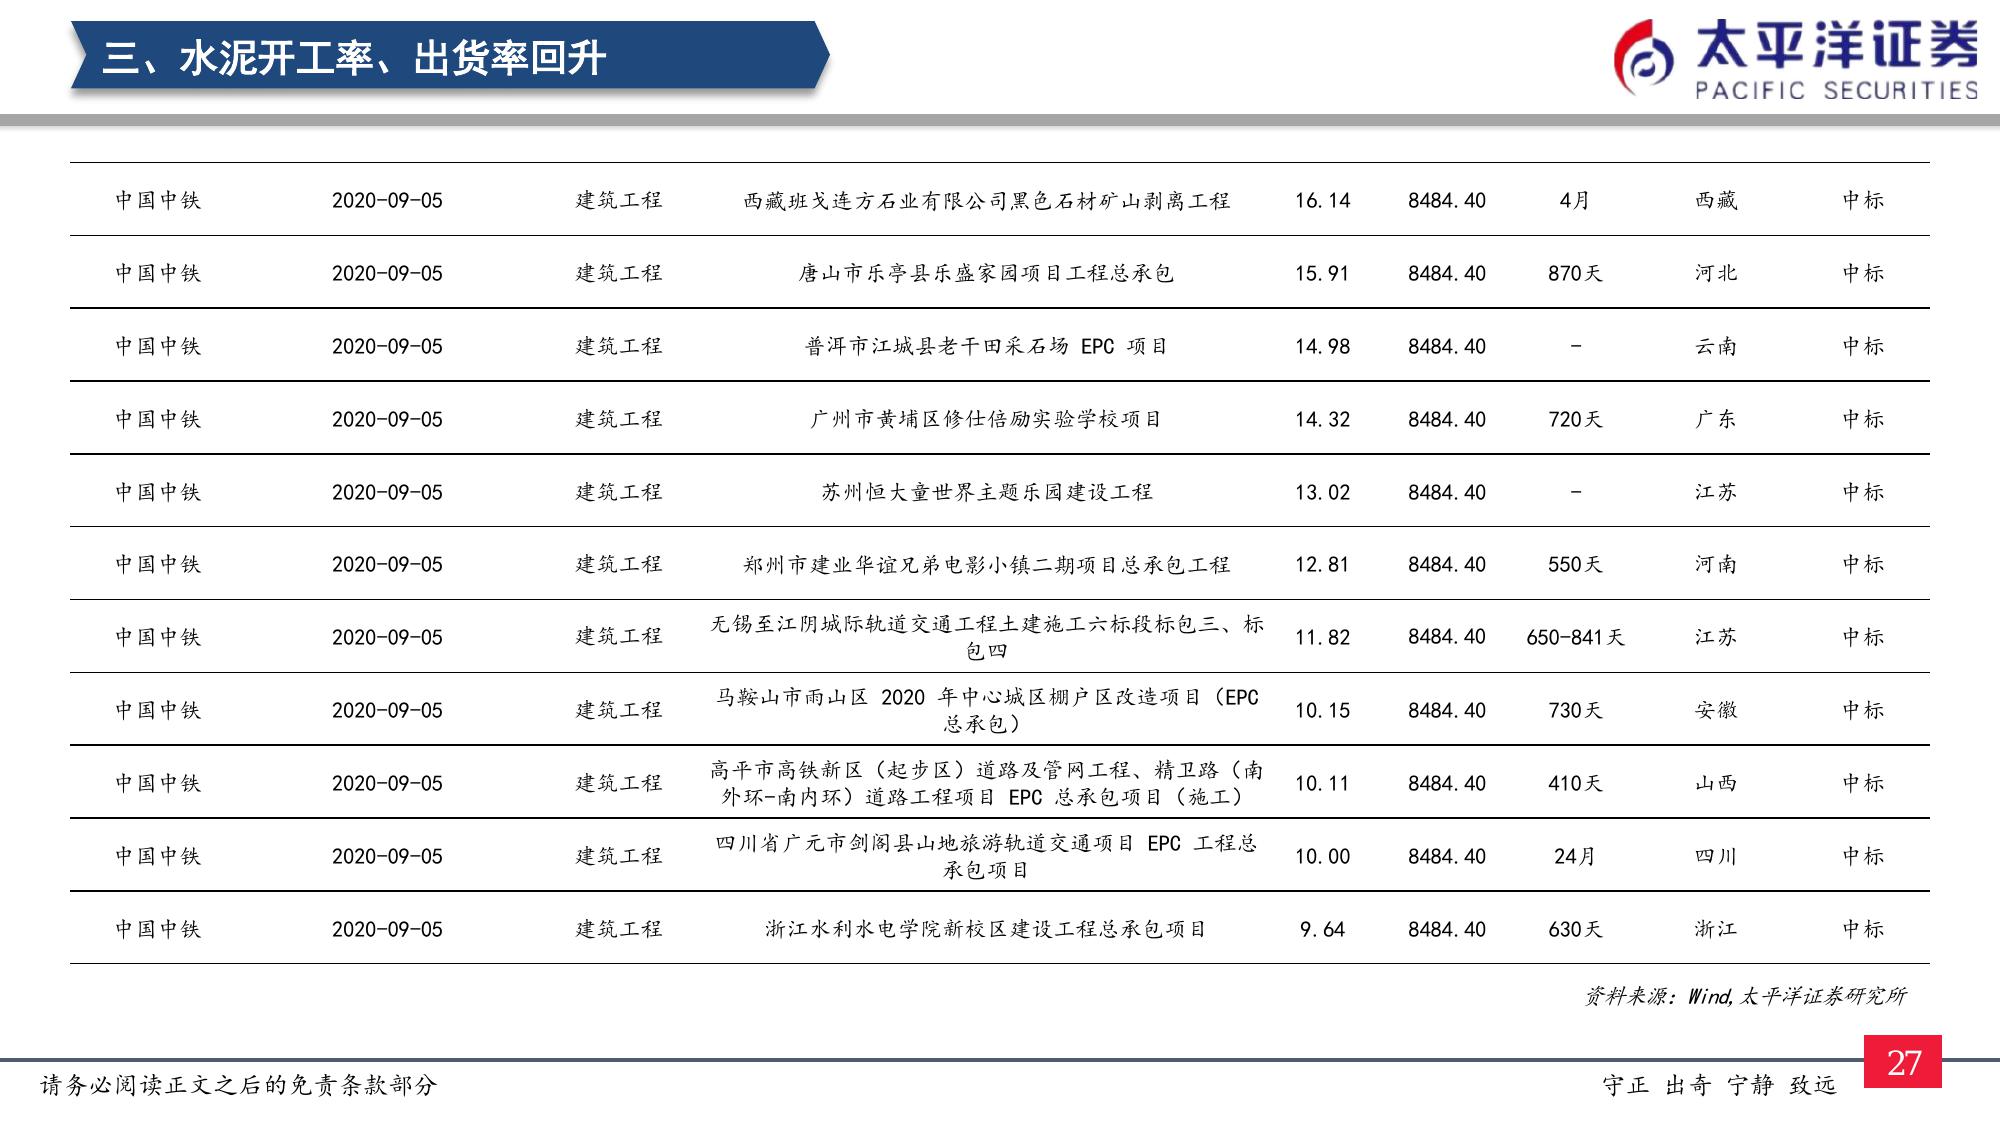 三、水泥开工率、出货率回升
太平洋证券
PACIFIC SECURITIES
中国中铁 2020-09-05 建筑工程 西藏班戈连方石业有限公司黑色石材矿山剥离工程 16.14 8484.40 4月 西藏 中标
中国中铁 2020-09-05 建筑工程 唐山市乐亭县乐盛家园项目工程总承包 15.91 8484.40 870天 河北 中标
中国中铁 2020-09-05 建筑工程 普洱市江城县老干田采石场 EPC 项目 14.98 8484.40 - 云南 中标
中国中铁 2020-09-05 建筑工程 广州市黄埔区修仕倍励实验学校项目 14.32 8484.40 720天 广东 中标
中国中铁 2020-09-05 建筑工程 苏州恒大童世界主题乐园建设工程 13.02 8484.40 - 江苏 中标
中国中铁 2020-09-05 建筑工程 郑州市建业华谊兄弟电影小镇二期项目总承包工程 12.81 8484.40 550天 河南 中标
中国中铁 2020-09-05 建筑工程 无锡至江阴城际轨道交通工程土建施工六标段标包三、标
包四 11.82 8484.40 650-841天 江苏 中标
中国中铁 2020-09-05 建筑工程 马鞍山市雨山区 2020 年中心城区棚户区改造项目（EPC
总承包） 10.15 8484.40 730天 安徽 中标
中国中铁 2020-09-05 建筑工程 高平市高铁新区（起步区）道路及管网工程、精卫路（南
外环-南内环）道路工程项目 EPC 总承包项目（施工） 10.11 8484.40 410天 山西 中标
中国中铁 2020-09-05 建筑工程 四川省广元市剑阁县山地旅游轨道交通项目 EPC 工程总
承包项目 10.00 8484.40 24月 四川 中标
中国中铁 2020-09-05 建筑工程 浙江水利水电学院新校区建设工程总承包项目 9.64 8484.40 630天 浙江 中标
资料来源：Wind,太平洋证券研究所
请务必阅读正文之后的免责条款部分
守正 出奇 宁静 致远
27